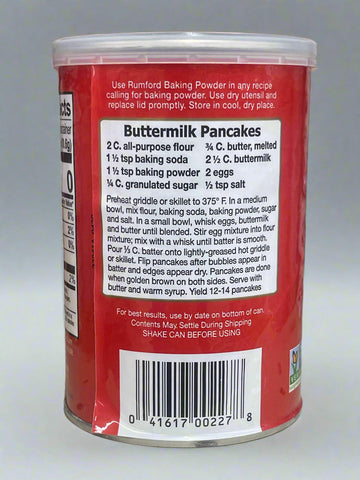 Use Rumford Baking Powder in any recipe
calling for baking powder. Use dry utensil and
replace lid promptly. Store in cool, dry place.
Buttermilk Pancakes
2 C. all-purpose flour ¾ C. butter, melted
1 ½ tsp baking soda 2 ½ C. buttermilk
1 ½ tsp baking powder 2 eggs
¼ C. granulated sugar ½ tsp salt
Preheat griddle or skillet to 375° F. In a medium
bowl, mix flour, baking soda, baking powder, sugar
and salt. In a small bowl, whisk eggs, buttermilk
and butter until blended. Stir egg mixture into flour
mixture; mix with a whisk until batter is smooth.
Pour ⅓ C. batter onto lightly-greased hot griddle
or skillet. Flip pancakes after bubbles appear in
batter and edges appear dry. Pancakes are done
when golden brown on both sides. Serve with
butter and warm syrup. Yield 12-14 pancakes
For best results, use by date on bottom of can.
Contents May Settle During Shipping
SHAKE CAN BEFORE USING
0 41617 00227 8
0
0%
2%
0%
2%